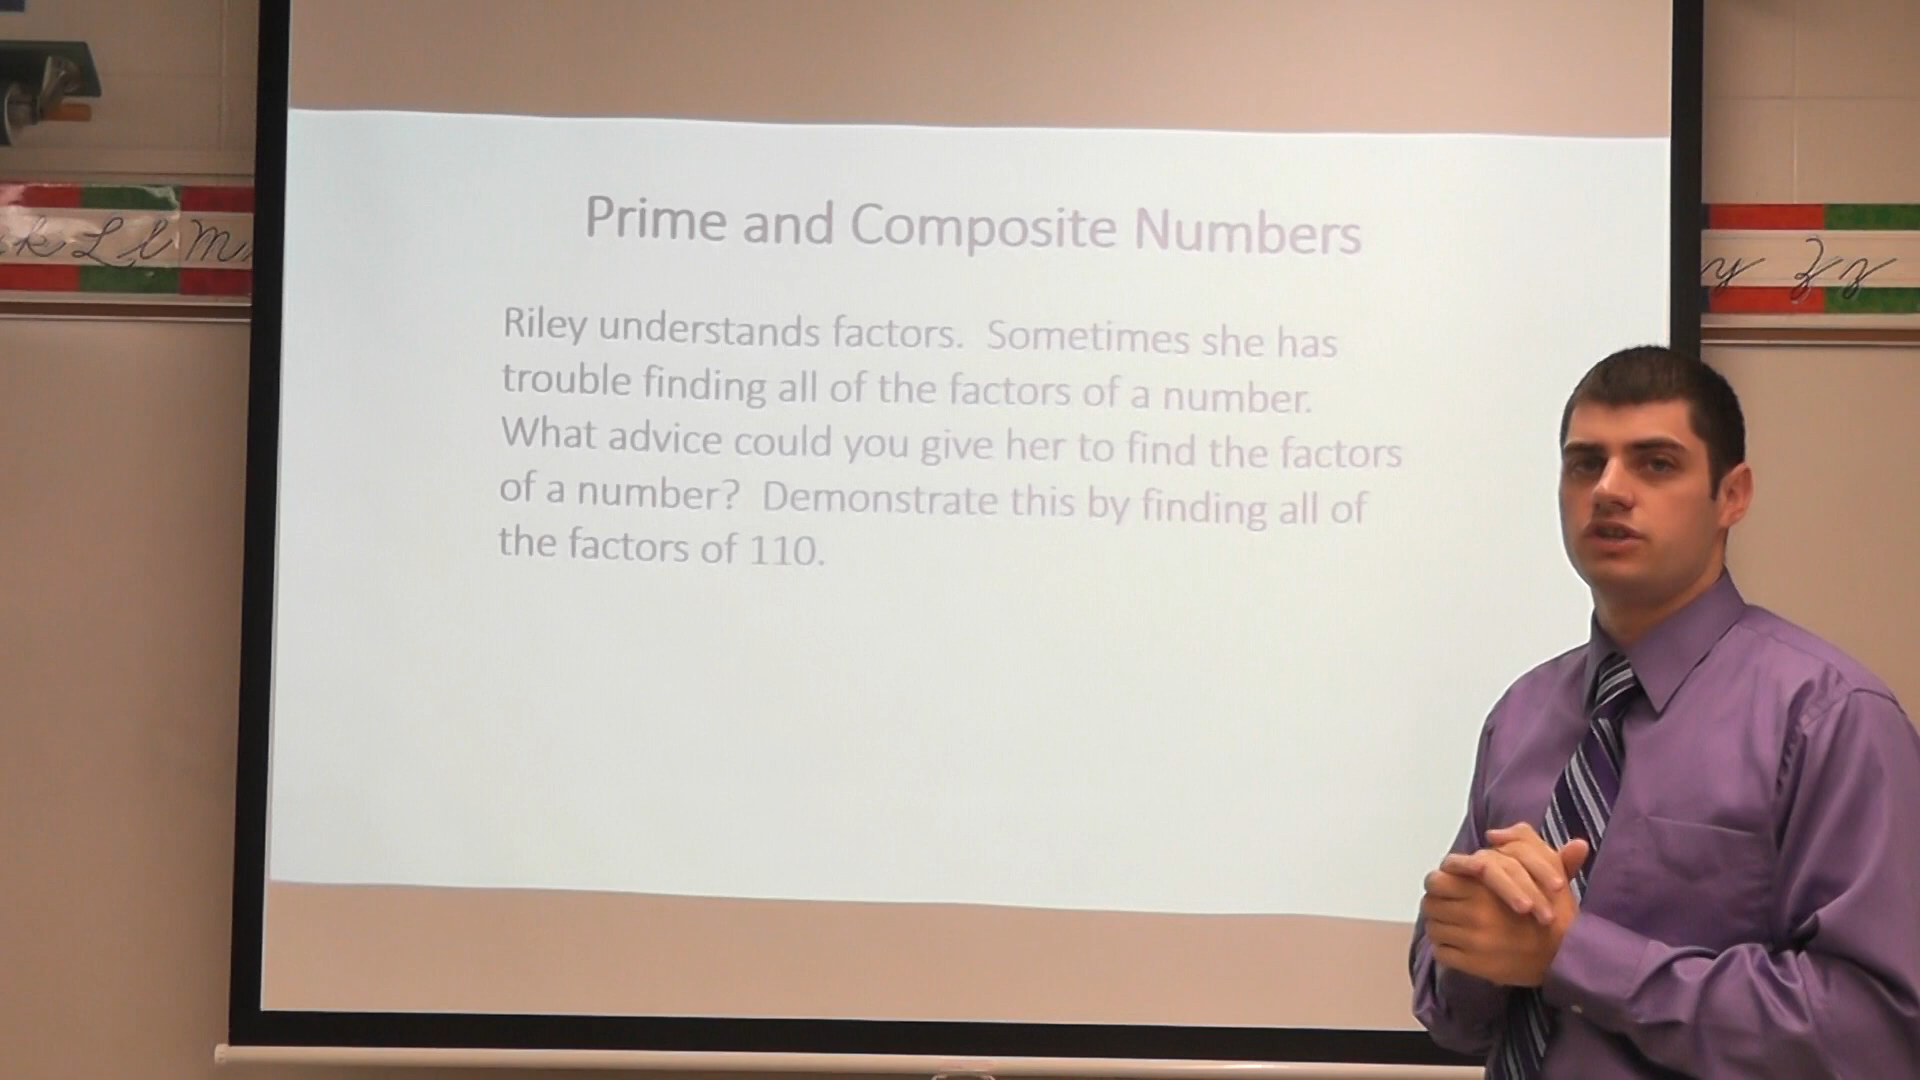 Prime and Composite Numbers
Riley understands factors.  Sometimes she has
trouble finding all of the factors of a number.
What advice could you give her to find the factors
of a number?  Demonstrate this by finding all of
the factors of 110.
k L l M
y Z z